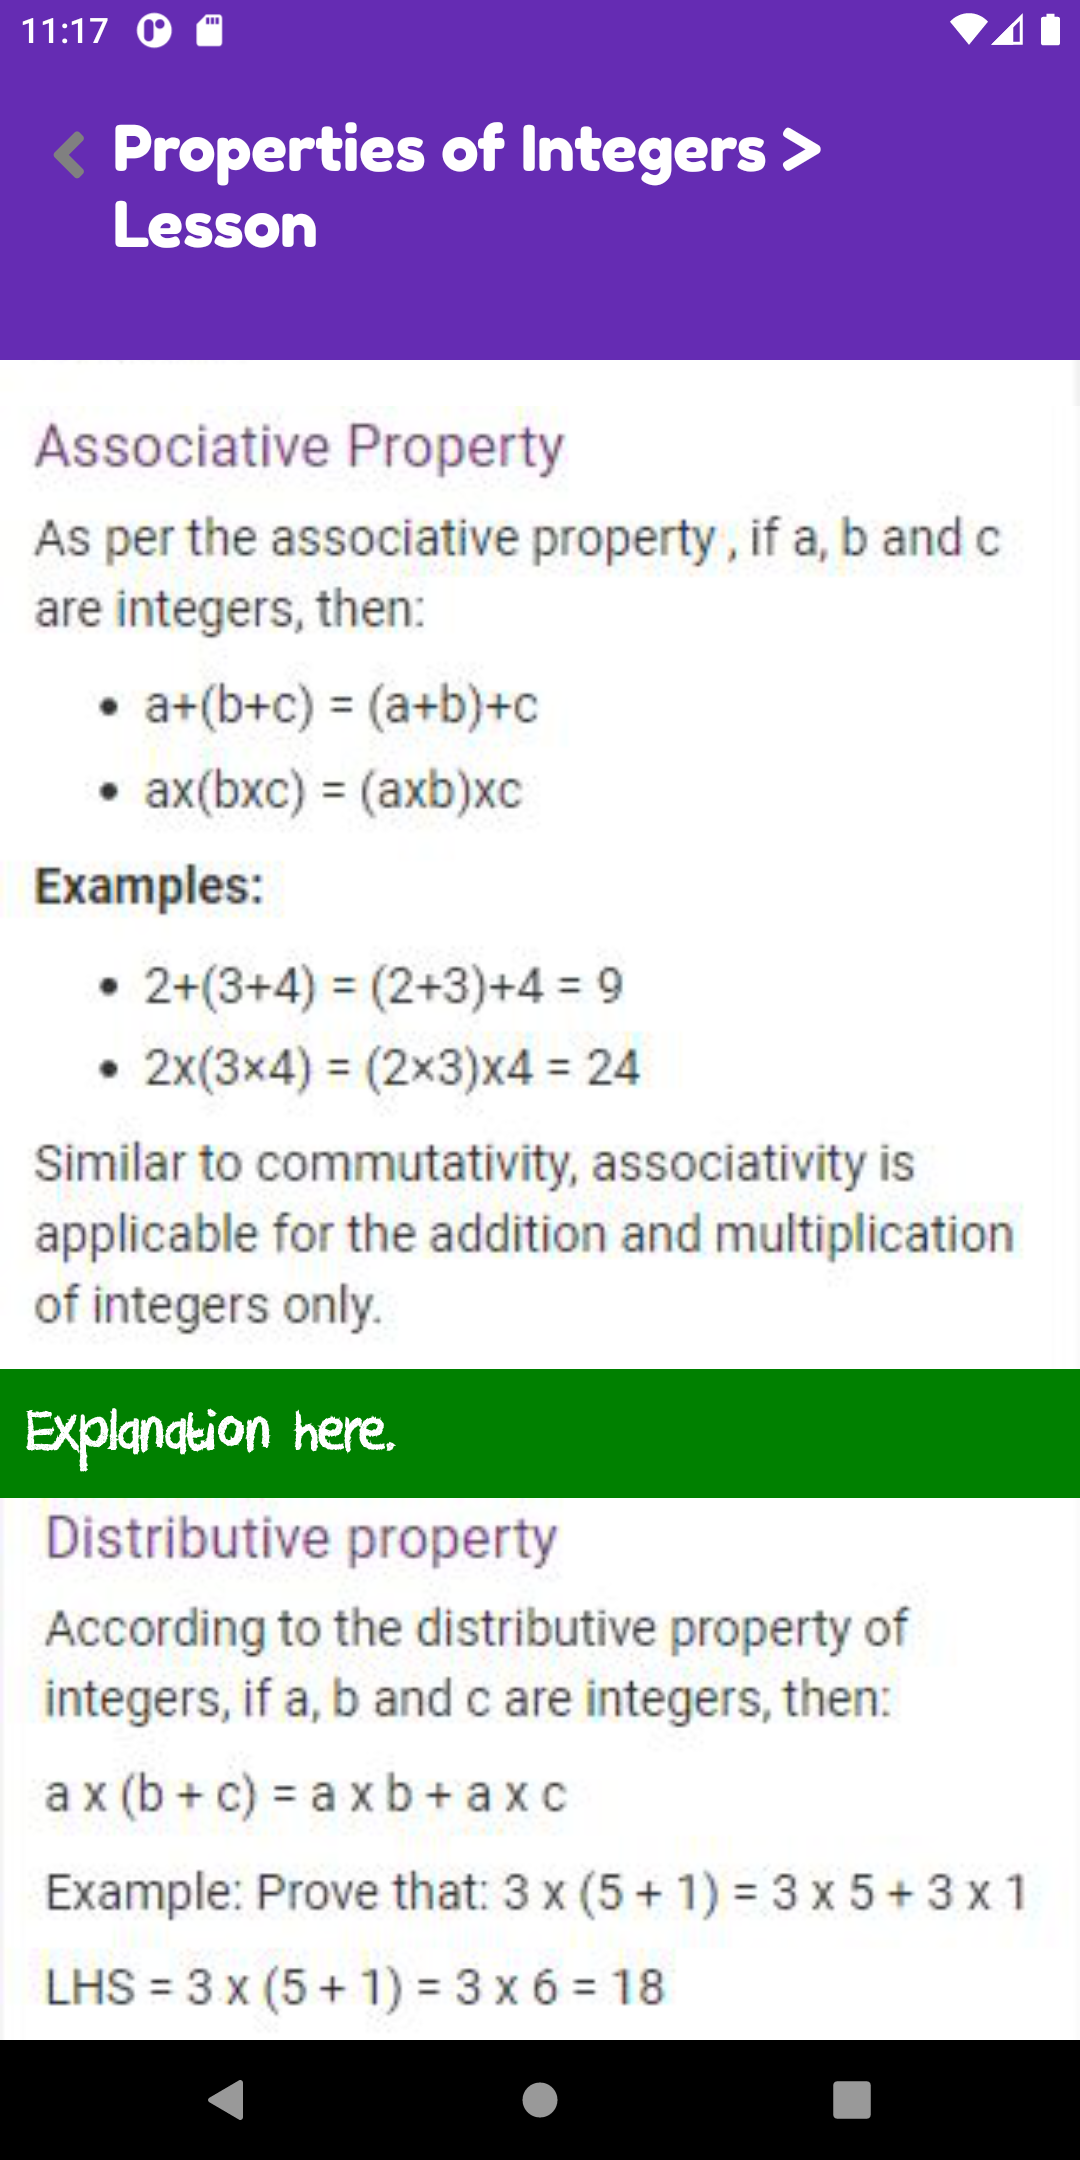 11:17
Properties of Integers >
Lesson
Associative Property
As per the associative property , if a, b and c
are integers, then:
• a+(b+c) = (a+b)+c
• ax(bxc) = (axb)xc
Examples:
• 2+(3+4) = (2+3)+4 = 9
• 2x(3×4) = (2×3)x4 = 24
Similar to commutativity, associativity is
applicable for the addition and multiplication
of integers only.
Explanation here.
Distributive property
According to the distributive property of
integers, if a, b and c are integers, then:
a x (b + c) = a x b + a x c
Example: Prove that: 3 x (5 + 1) = 3 x 5 + 3 x 1
LHS = 3 x (5 + 1) = 3 x 6 = 18